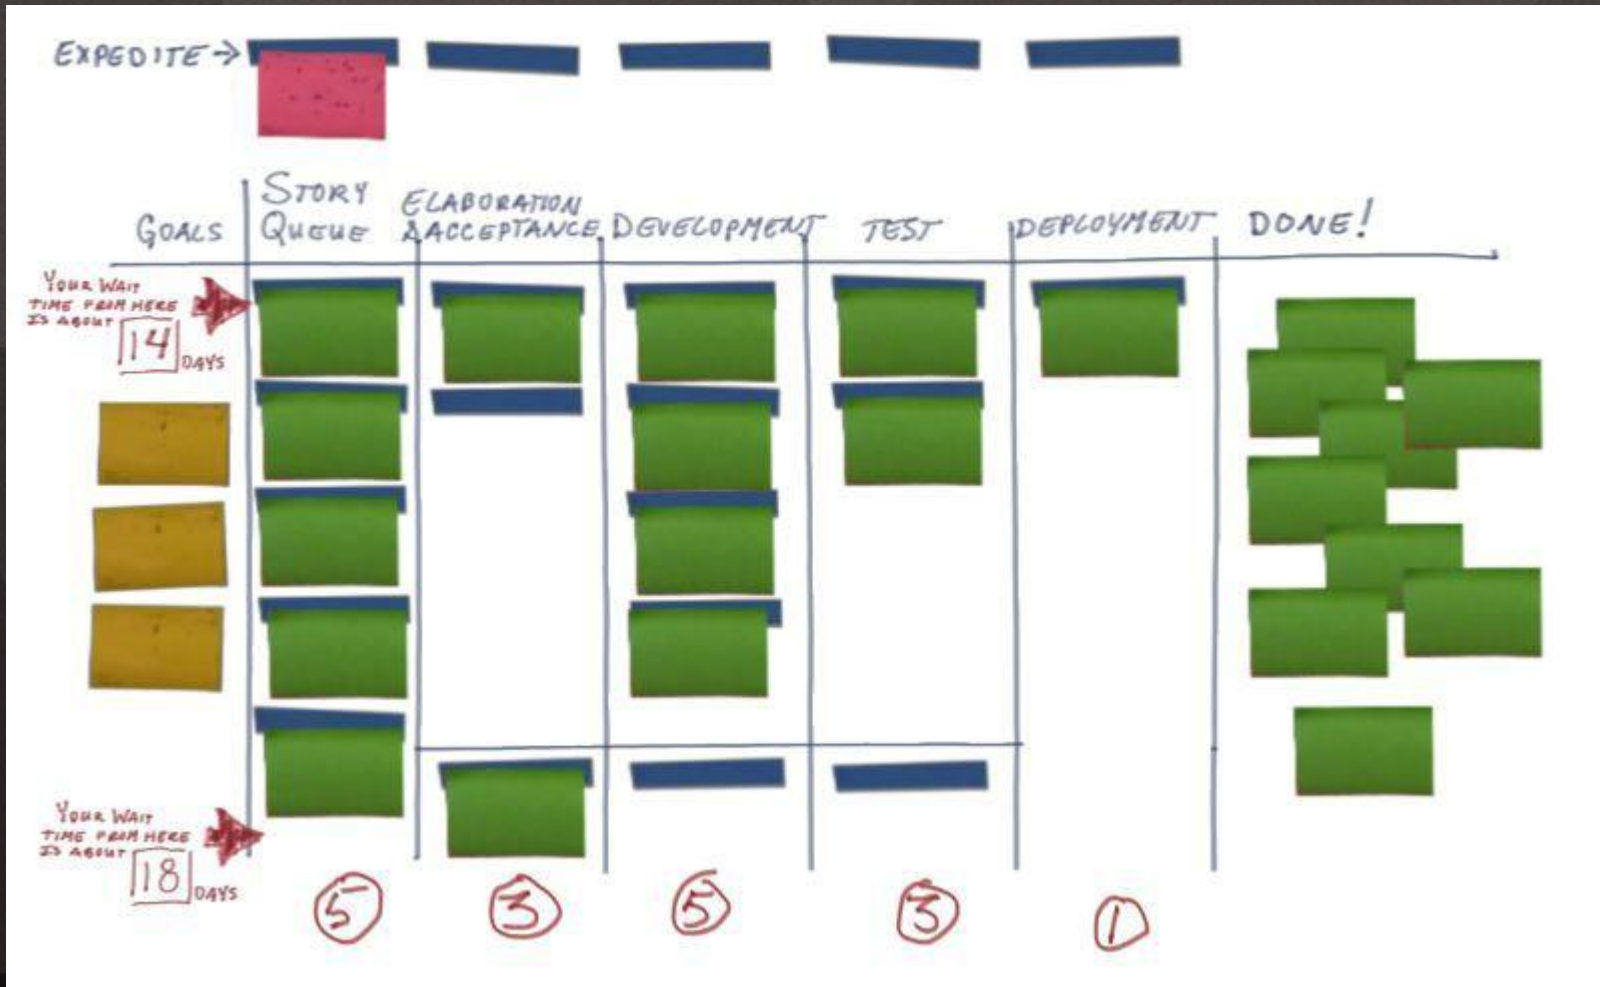 EXPEDITE →
STORY
QUEUE
GOALS
ELABORATION
& ACCEPTANCE
DEVELOPMENT
TEST
DEPLOYMENT
DONE!
YOUR WAIT
TIME FROM HERE
IS ABOUT
14
DAYS
YOUR WAIT
TIME FROM HERE
IS ABOUT
18
DAYS
5
3
5
3
1